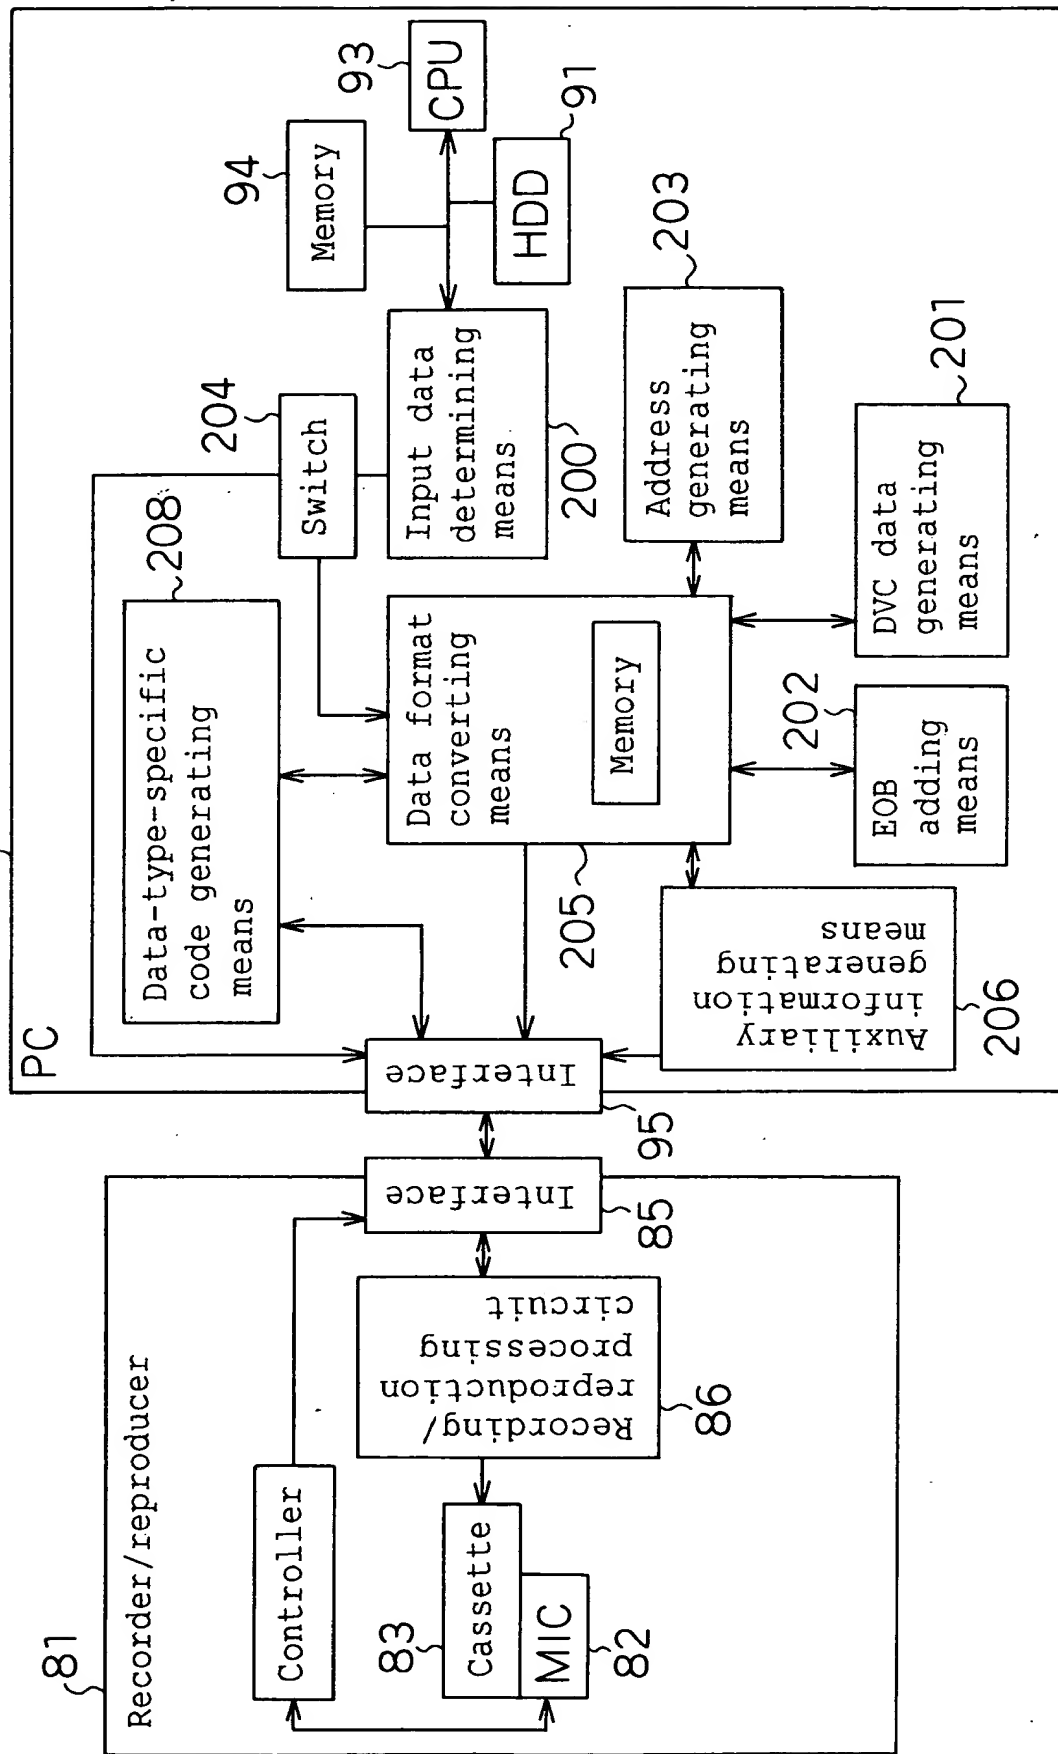 81
Recorder/reproducer
Controller
83
Cassette
MIC
82
Recording/
reproduction
processing
circuit
86
Interface
85
PC
Interface
95
Data-type-specific
code generating
means
208
Switch
204
Input data
determining
means
200
Memory
94
CPU
93
HDD
91
Data format
converting
means
Memory
205
Address
generating
means
203
Auxiliary
information
generating
means
206
EOB
adding
means
202
DVC data
generating
means
201